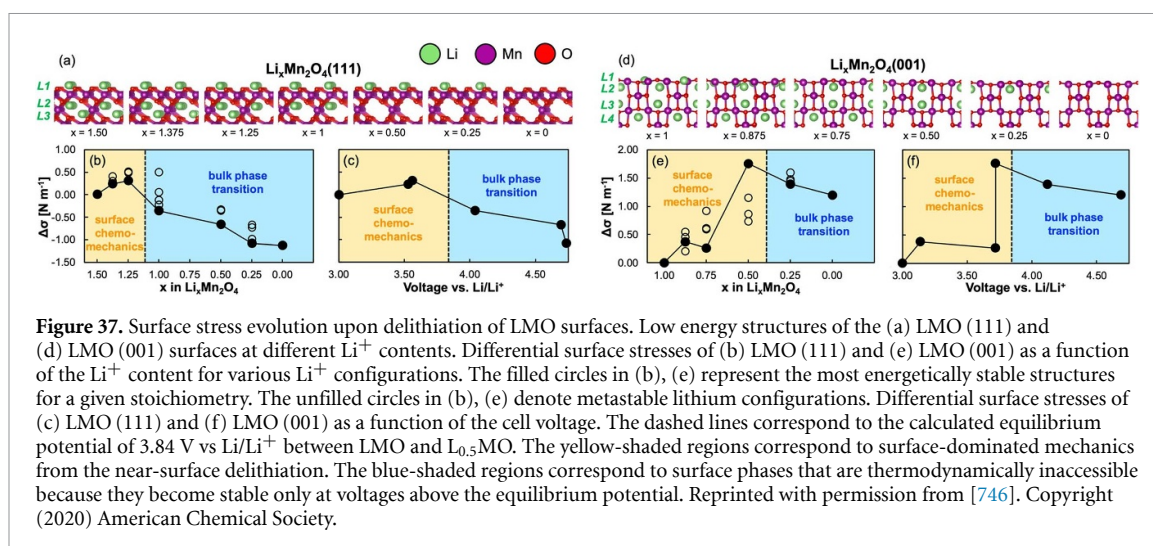 Li Mn O
(a)
LixMn2O4(111)
L1
L2
L3
x = 1.50 x = 1.375 x = 1.25 x = 1 x = 0.50 x = 0.25 x = 0
(d)
LixMn2O4(001)
L1
L2
L3
L4
x = 1 x = 0.875 x = 0.75 x = 0.50 x = 0.25 x = 0
(b)
bulk phase
transition
surface
chemo-
mechanics
Δσ [N m⁻¹]
1.00
0.50
0.00
-0.50
-1.00
-1.50
1.50 1.25 1.00 0.75 0.50 0.25 0.00
x in LixMn2O4
(c)
bulk phase
transition
surface
chemo-
mechanics
3.00 3.50 4.00 4.50
Voltage vs. Li/Li⁺
(e)
surface
chemo-
mechanics
bulk phase
transition
Δσ [N m⁻¹]
2.00
1.50
1.00
0.50
0.00
1.00 0.75 0.50 0.25 0.00
x in LixMn2O4
(f)
surface
chemo-
mechanics
bulk phase
transition
3.00 3.50 4.00 4.50
Voltage vs. Li/Li⁺
Figure 37. Surface stress evolution upon delithiation of LMO surfaces. Low energy structures of the (a) LMO (111) and
(d) LMO (001) surfaces at different Li⁺ contents. Differential surface stresses of (b) LMO (111) and (e) LMO (001) as a function
of the Li⁺ content for various Li⁺ configurations. The filled circles in (b), (e) represent the most energetically stable structures
for a given stoichiometry. The unfilled circles in (b), (e) denote metastable lithium configurations. Differential surface stresses of
(c) LMO (111) and (f) LMO (001) as a function of the cell voltage. The dashed lines correspond to the calculated equilibrium
potential of 3.84 V vs Li/Li⁺ between LMO and L0.5MO. The yellow-shaded regions correspond to surface-dominated mechanics
from the near-surface delithiation. The blue-shaded regions correspond to surface phases that are thermodynamically inaccessible
because they become stable only at voltages above the equilibrium potential. Reprinted with permission from [746]. Copyright
(2020) American Chemical Society.